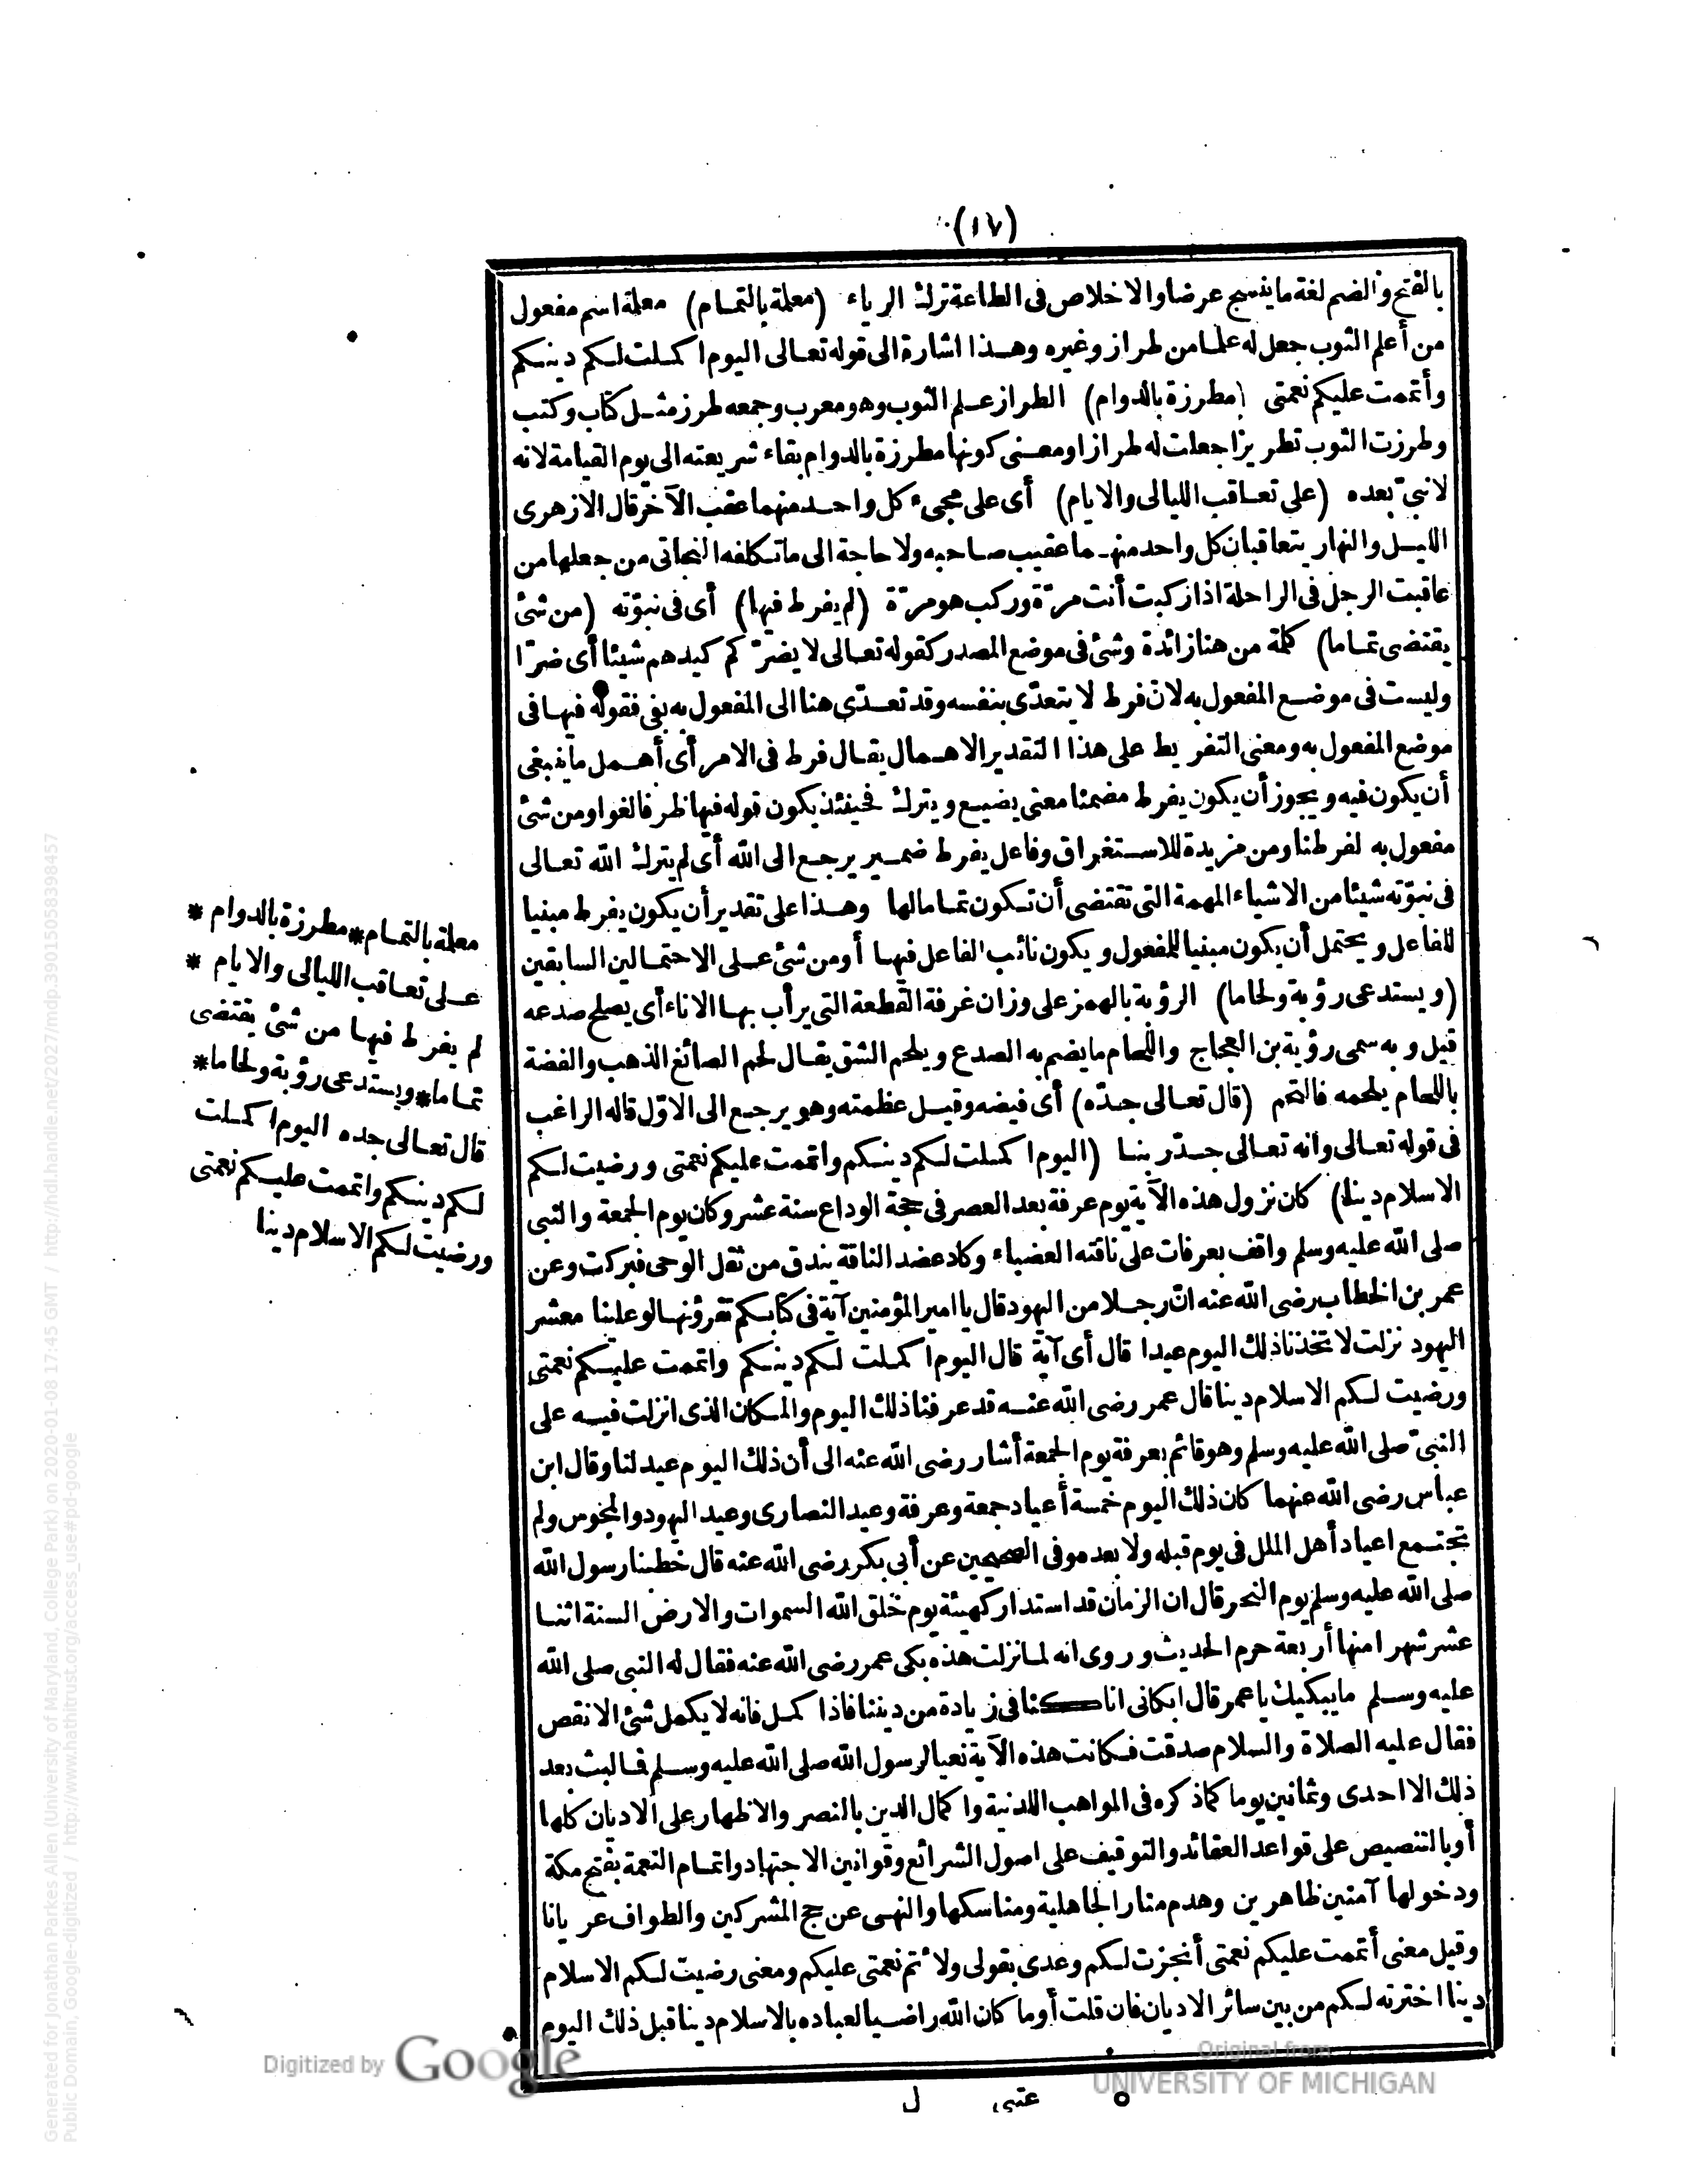 (١٧)
بالفتح والضم لغة ما ينسج عرضا والاخلاص فى الطاعة ترك الرياء (معلمة بالتمام) معلمة اسم مفعول
من أعلم الثوب جعل له علما من طراز وغيره وهذا اشارة الى قوله تعالى اليوم اكملت لكم دينكم
وأتممت عليكم نعمتى (مطرزة بالدوام) الطراز علم الثوب وهو معرب وجمعه طرز مثل كتاب وكتب
وطرزت الثوب تطريزا جعلت له طرازا ومعنى كونها مطرزة بالدوام بقاء شريعته الى يوم القيامة لانه
لا نبىّ بعده (على تعاقب الليالى والايام) أى على مجىء كل واحد منهما عقب الآخر قال الازهرى
الليل والنهار يتعاقبان كل واحد منهما عقيب صاحبه ولا حاجة الى ما تكلفه النجاتى من جعلها من
عاقبت الرجل فى الراحلة اذا ركبت أنت مرّة وركب هو مرّة (لم يفرط فيها) أى فى نبوّته (من شئ
يقتضى تماما) كلمة من هنا زائدة وشئ فى موضع المصدر كقوله تعالى لا يضرّكم كيدهم شيئا أى ضرّا
وليست فى موضع المفعول به لان فرط لا يتعدّى بنفسه وقد تعدّى هنا الى المفعول به بفى فقوله فيها فى
موضع المفعول به ومعنى التفريط على هذا التقدير الاهمال يقال فرط فى الامر أى أهمل ما ينبغى
أن يكون فيه ويجوز أن يكون يفرط مضمنا معنى يضيع ويترك فحينئذ يكون قوله فيها ظرفا لغوا ومن شئ
مفعول به لفرطنا ومن مزيدة للاستغراق وفاعل يفرط ضمير يرجع الى الله أى لم يترك الله تعالى
فى نبوّته شيئا من الاشياء المهمة التى تقتضى أن تكون تماما لها وهذا على تقدير أن يكون يفرط مبنيا
للفاعل ويحتمل أن يكون مبنيا للمفعول ويكون نائب الفاعل فيها أو من شئ على الاحتمالين السابقين
(ويستدعى رؤبة ولحاما) الرؤبة بالهمز على وزان غرفة القطعة التى يرأب بها الاناء أى يصلح صدعه
قيل وبه سمى رؤبة بن العجاج واللحام ما يضم به الصدع ويلحم الشق يقال لحم الصائغ الذهب والفضة
باللحام يلحمه فالتحم (قال تعالى جدّه) أى فيضه وقيل عظمته وهو يرجع الى الاوّل قاله الراغب
فى قوله تعالى وانه تعالى جدّ ربنا (اليوم اكملت لكم دينكم واتممت عليكم نعمتى ورضيت لكم
الاسلام دينا) كان نزول هذه الآية يوم عرفة بعد العصر فى حجة الوداع سنة عشر وكان يوم الجمعة والنبى
صلى الله عليه وسلم واقف بعرفات على ناقته العضباء وكاد عضد الناقة يندق من ثقل الوحى فبركت وعن
عمر بن الخطاب رضى الله عنه انّ رجلا من اليهود قال يا امير المؤمنين آية فى كتابكم تقرؤنها لو علينا معشر
اليهود نزلت لاتخذنا ذلك اليوم عيدا قال أى آية قال اليوم اكملت لكم دينكم واتممت عليكم نعمتى
ورضيت لكم الاسلام دينا قال عمر رضى الله عنه قد عرفنا ذلك اليوم والمكان الذى انزلت فيه على
النبىّ صلى الله عليه وسلم وهو قائم بعرفة يوم الجمعة أشار رضى الله عنه الى أن ذلك اليوم عيد لنا وقال ابن
عباس رضى الله عنهما كان ذلك اليوم خمسة أعياد جمعة وعرفة وعيد النصارى وعيد اليهود والمجوس ولم
تجتمع اعياد أهل الملل فى يوم قبله ولا بعده وفى الصحيحين عن أبى بكر رضى الله عنه قال خطبنا رسول الله
صلى الله عليه وسلم يوم النحر قال ان الزمان قد استدار كهيئة يوم خلق الله السموات والارض السنة اثنا
عشر شهرا منها أربعة حرم الحديث وروى انه لما نزلت هذه بكى عمر رضى الله عنه فقال له النبى صلى الله
عليه وسلم ما يبكيك يا عمر قال ابكانى انا كنا فى زيادة من ديننا فاذا كمل فانه لا يكمل شئ الا نقص
فقال عليه الصلاة والسلام صدقت فكانت هذه الآية نعيا لرسول الله صلى الله عليه وسلم فما لبث بعد
ذلك الا احدى وثمانين يوما كما ذكره فى المواهب اللدنية واكمال الدين بالنصر والاظهار على الاديان كلها
أو بالتنصيص على قواعد العقائد والتوقيف على اصول الشرائع وقوانين الاجتهاد واتمام النعمة بفتح مكة
ودخولها آمنين ظاهرين وهدم منار الجاهلية ومناسكها والنهى عن حج المشركين والطواف عريانا
وقيل معنى أتممت عليكم نعمتى أنجزت لكم وعدى بقولى ولأتم نعمتى عليكم ومعنى رضيت لكم الاسلام
دينا اخترته لكم من بين سائر الاديان فان قلت أو ما كان الله راضيا لعباده بالاسلام دينا قبل ذلك اليوم
معلمة بالتمام * مطرزة بالدوام *
على تعاقب الليالى والايام *
لم يفرط فيها من شئ يقتضى
تماما * ويستدعى رؤبة ولحاما *
قال تعالى جده اليوم اكملت
لكم دينكم واتممت عليكم نعمتى
ورضيت لكم الاسلام دينا
٥ عتبى ل
Digitized by Google
Original from
UNIVERSITY OF MICHIGAN
Generated for Jonathan Parkes Allen (University of Maryland, College Park) on 2020-01-08 17:45 GMT / http://hdl.handle.net/2027/mdp.39015058398457
Public Domain, Google-digitized / http://www.hathitrust.org/access_use#pd-google